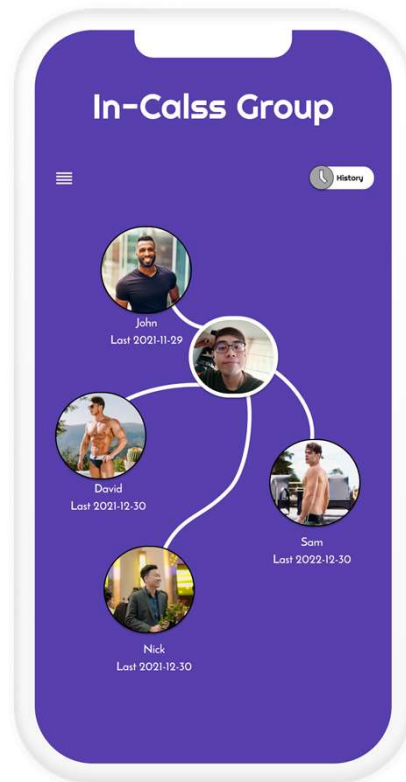 In-Calss Group
History
John
Last 2021-11-29
David
Last 2021-12-30
Sam
Last 2022-12-30
Nick
Last 2021-12-30